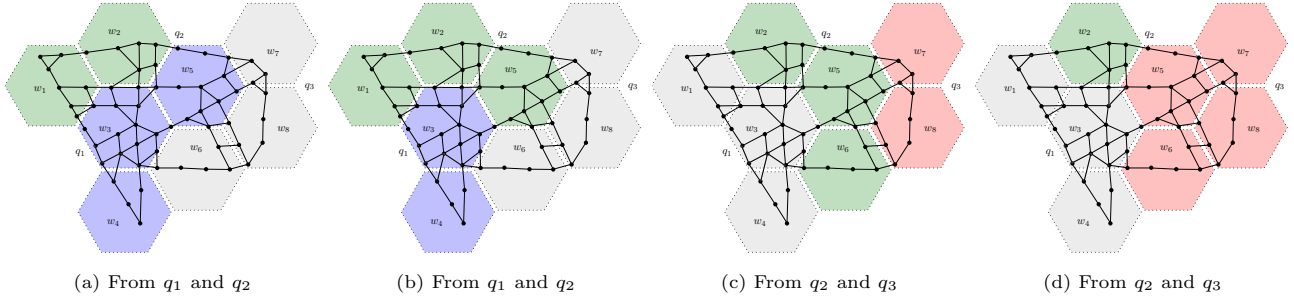 w₂ q₂ w₇
w₅
w₁ q₃
w₃ w₈
q₁ w₆
w₄
(a) From q₁ and q₂
w₂ q₂ w₇
w₅
w₁ q₃
w₃ w₈
q₁ w₆
w₄
(b) From q₁ and q₂
w₂ q₂ w₇
w₅
w₁ q₃
w₃ w₈
q₁ w₆
w₄
(c) From q₂ and q₃
w₂ q₂ w₇
w₅
w₁ q₃
w₃ w₈
q₁ w₆
w₄
(d) From q₂ and q₃